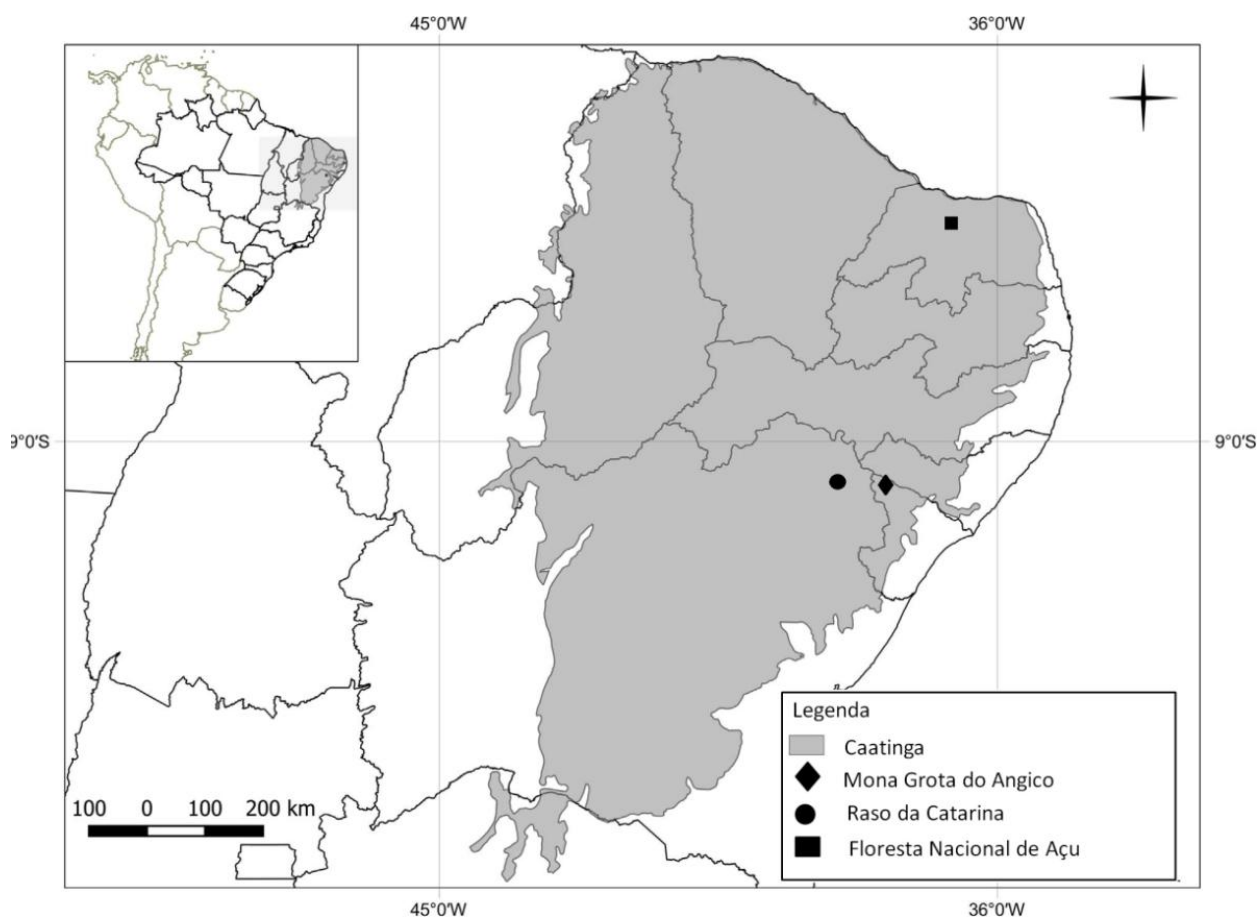 45°0'W 36°0'W
9°0'S 9°0'S
Legenda
Caatinga
Mona Grota do Angico
Raso da Catarina
Floresta Nacional de Açu
100 0 100 200 km
45°0'W 36°0'W